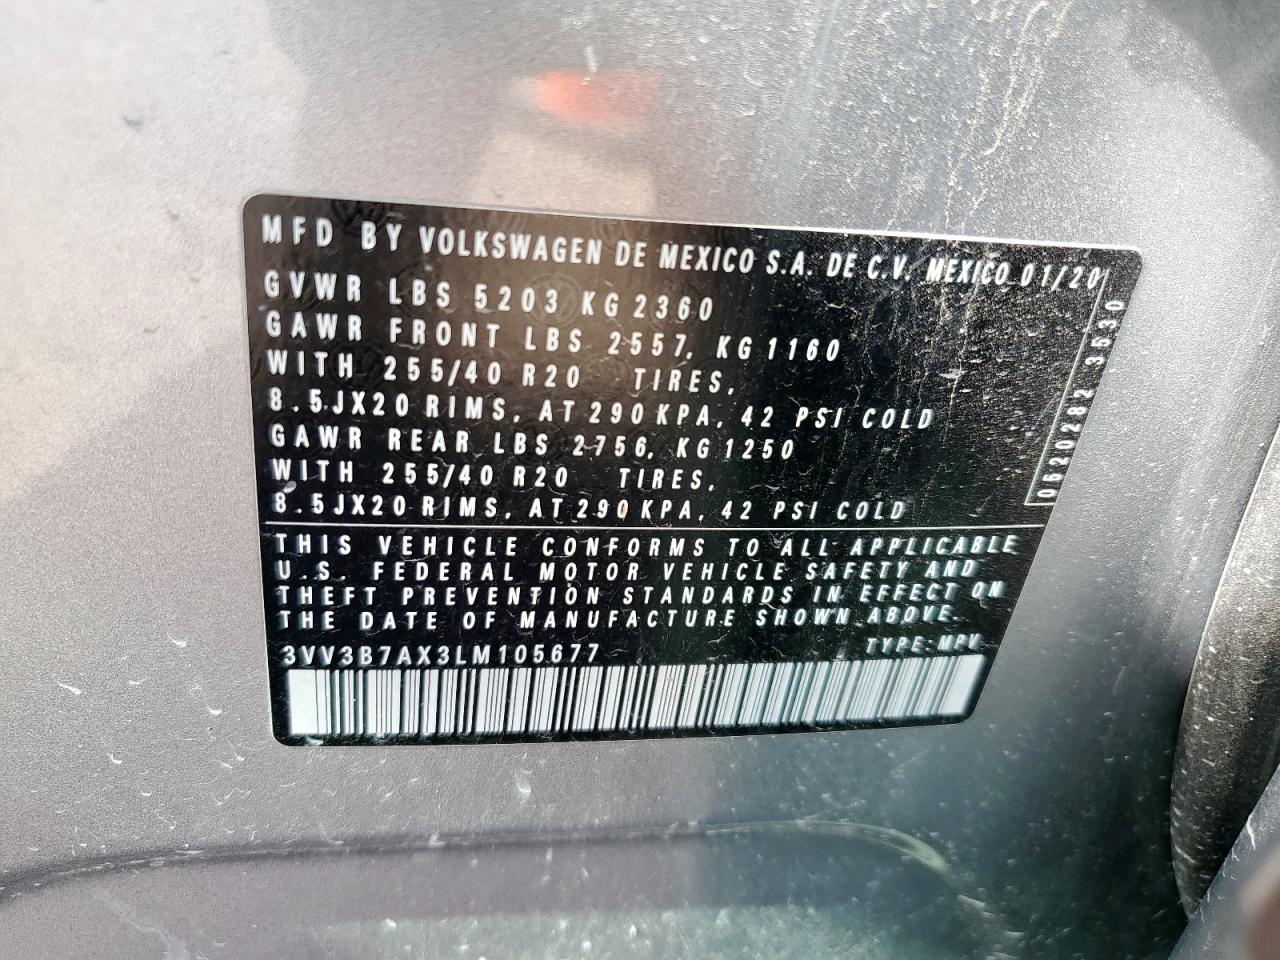 MFD BY VOLKSWAGEN DE MEXICO S.A. DE C.V. MEXICO 01/20
GVWR LBS 5203 KG 2360
GAWR FRONT LBS 2557, KG 1160
WITH 255/40 R20 TIRES,
8.5JX20 RIMS, AT 290 KPA, 42 PSI COLD
GAWR REAR LBS 2756, KG 1250
WITH 255/40 R20 TIRES,
8.5JX20 RIMS, AT 290 KPA, 42 PSI COLD
0520282 3530
THIS VEHICLE CONFORMS TO ALL APPLICABLE
U.S. FEDERAL MOTOR VEHICLE SAFETY AND
THEFT PREVENTION STANDARDS IN EFFECT ON
THE DATE OF MANUFACTURE SHOWN ABOVE.
3VV3B7AX3LM105677 TYPE: MPV